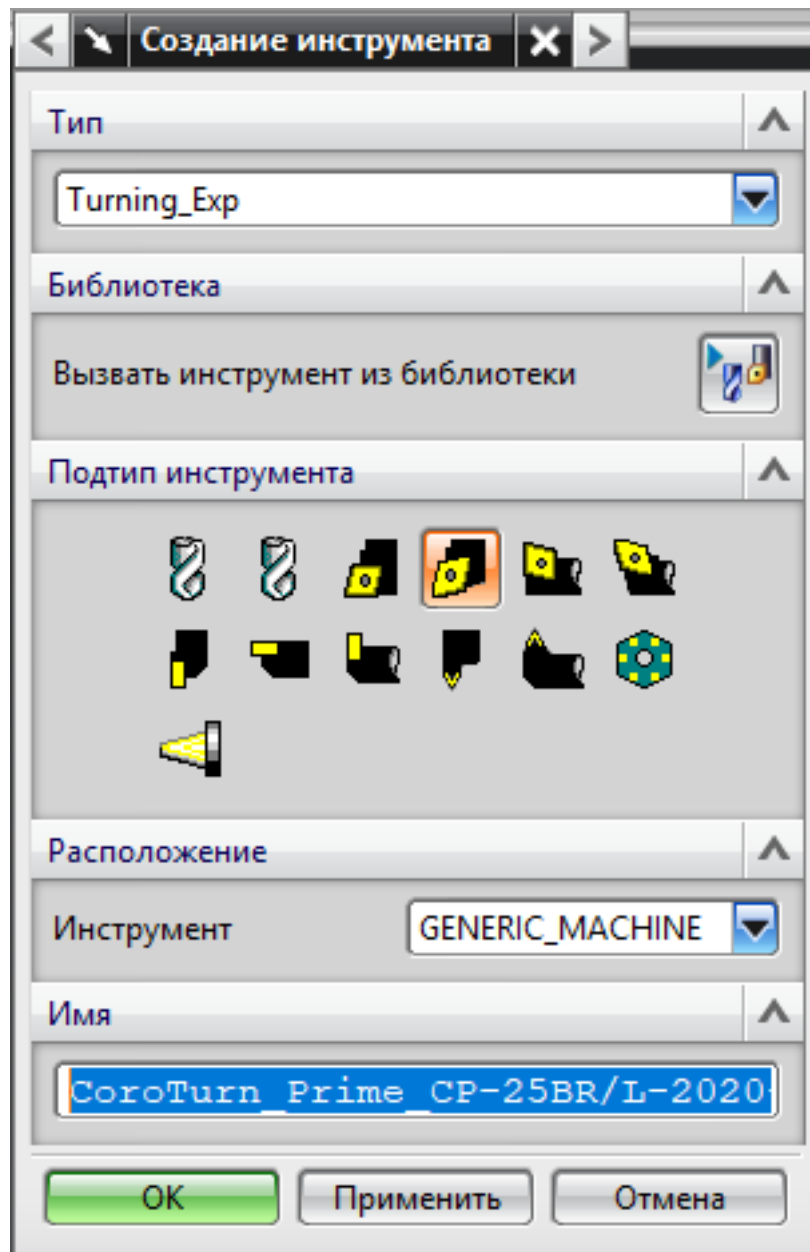 Создание инструмента
Тип
Turning_Exp
Библиотека
Вызвать инструмент из библиотеки
Подтип инструмента
Расположение
Инструмент GENERIC_MACHINE
Имя
CoroTurn_Prime_CP-25BR/L-2020-
OK Применить Отмена